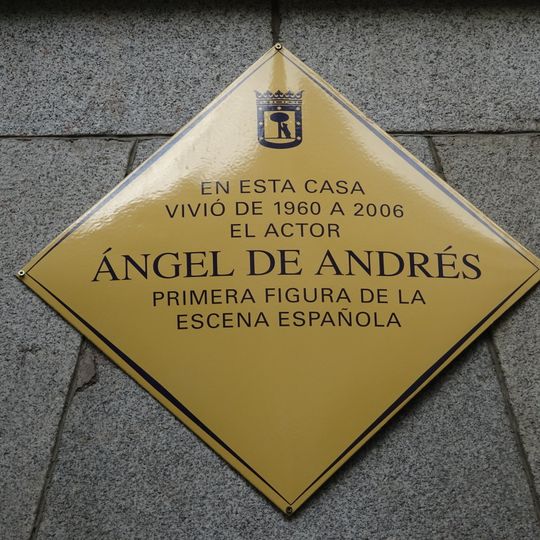 EN ESTA CASA
VIVIÓ DE 1960 A 2006
EL ACTOR
ÁNGEL DE ANDRÉS
PRIMERA FIGURA DE LA
ESCENA ESPAÑOLA